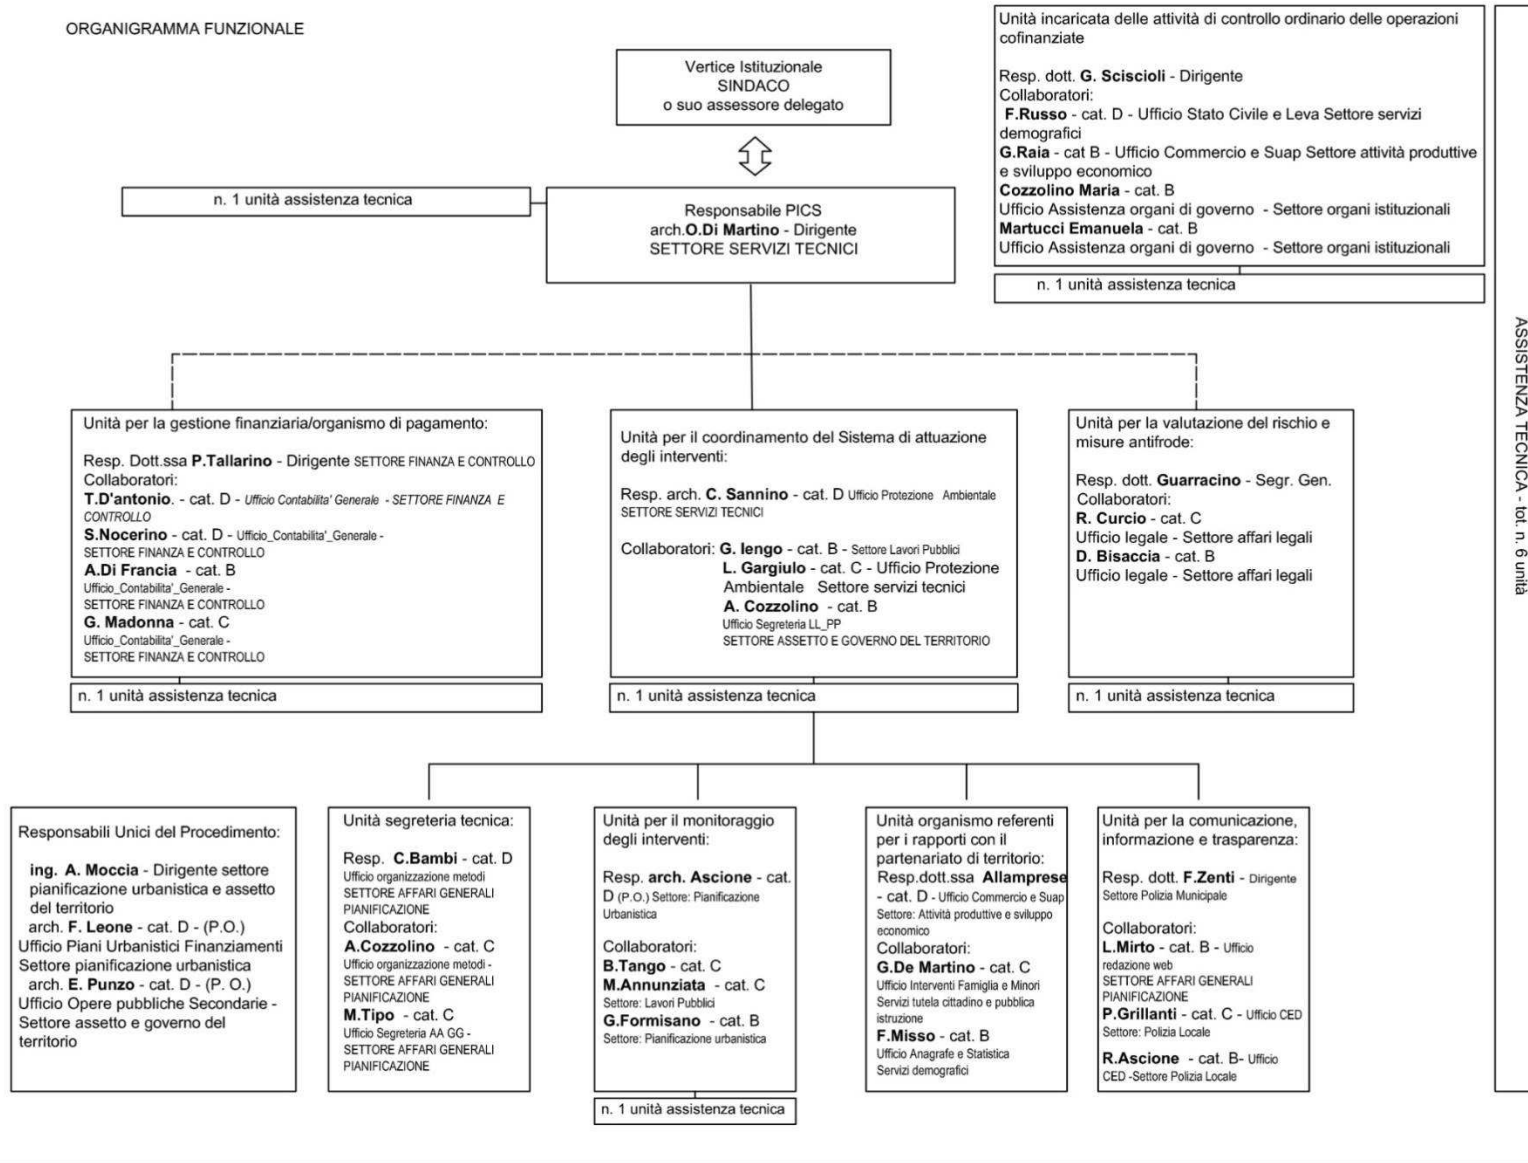 ORGANIGRAMMA FUNZIONALE
Vertice Istituzionale
SINDACO
o suo assessore delegato
n. 1 unità assistenza tecnica
Responsabile PICS
arch.O.Di Martino - Dirigente
SETTORE SERVIZI TECNICI
Unità incaricata delle attività di controllo ordinario delle operazioni
cofinanziate
Resp. dott. G. Sciscioli - Dirigente
Collaboratori:
F.Russo - cat. D - Ufficio Stato Civile e Leva Settore servizi
demografici
G.Raia - cat B - Ufficio Commercio e Suap Settore attività produttive
e sviluppo economico
Cozzolino Maria - cat. B
Ufficio Assistenza organi di governo - Settore organi istituzionali
Martucci Emanuela - cat. B
Ufficio Assistenza organi di governo - Settore organi istituzionali
n. 1 unità assistenza tecnica
ASSISTENZA TECNICA - tot. n. 6 unità
Unità per la gestione finanziaria/organismo di pagamento:
Resp. Dott.ssa P.Tallarino - Dirigente SETTORE FINANZA E CONTROLLO
Collaboratori:
T.D'antonio. - cat. D - Ufficio Contabilita' Generale - SETTORE FINANZA E
CONTROLLO
S.Nocerino - cat. D - Ufficio_Contabilita'_Generale -
SETTORE FINANZA E CONTROLLO
A.Di Francia - cat. B
Ufficio_Contabilita'_Generale -
SETTORE FINANZA E CONTROLLO
G. Madonna - cat. C
Ufficio_Contabilita'_Generale -
SETTORE FINANZA E CONTROLLO
n. 1 unità assistenza tecnica
Unità per il coordinamento del Sistema di attuazione
degli interventi:
Resp. arch. C. Sannino - cat. D Ufficio Protezione Ambientale
SETTORE SERVIZI TECNICI
Collaboratori: G. Iengo - cat. B - Settore Lavori Pubblici
L. Gargiulo - cat. C - Ufficio Protezione
Ambientale Settore servizi tecnici
A. Cozzolino - cat. B
Ufficio Segreteria LL_PP
SETTORE ASSETTO E GOVERNO DEL TERRITORIO
n. 1 unità assistenza tecnica
Unità per la valutazione del rischio e
misure antifrode:
Resp. dott. Guarracino - Segr. Gen.
Collaboratori:
R. Curcio - cat. C
Ufficio legale - Settore affari legali
D. Bisaccia - cat. B
Ufficio legale - Settore affari legali
n. 1 unità assistenza tecnica
Responsabili Unici del Procedimento:
ing. A. Moccia - Dirigente settore
pianificazione urbanistica e assetto
del territorio
arch. F. Leone - cat. D - (P.O.)
Ufficio Piani Urbanistici Finanziamenti
Settore pianificazione urbanistica
arch. E. Punzo - cat. D - (P. O.)
Ufficio Opere pubbliche Secondarie -
Settore assetto e governo del
territorio
Unità segreteria tecnica:
Resp. C.Bambi - cat. D
Ufficio organizzazione metodi
SETTORE AFFARI GENERALI
PIANIFICAZIONE
Collaboratori:
A.Cozzolino - cat. C
Ufficio organizzazione metodi -
SETTORE AFFARI GENERALI
PIANIFICAZIONE
M.Tipo - cat. C
Ufficio Segreteria AA GG -
SETTORE AFFARI GENERALI
PIANIFICAZIONE
Unità per il monitoraggio
degli interventi:
Resp. arch. Ascione - cat.
D (P.O.) Settore: Pianificazione
Urbanistica
Collaboratori:
B.Tango - cat. C
M.Annunziata - cat. C
Settore: Lavori Pubblici
G.Formisano - cat. B
Settore: Pianificazione urbanistica
n. 1 unità assistenza tecnica
Unità organismo referenti
per i rapporti con il
partenariato di territorio:
Resp.dott.ssa Allamprese
- cat. D - Ufficio Commercio e Suap
Settore: Attività produttive e sviluppo
economico
Collaboratori:
G.De Martino - cat. C
Ufficio Interventi Famiglia e Minori
Servizi tutela cittadino e pubblica
istruzione
F.Misso - cat. B
Ufficio Anagrafe e Statistica
Servizi demografici
Unità per la comunicazione,
informazione e trasparenza:
Resp. dott. F.Zenti - Dirigente
Settore Polizia Municipale
Collaboratori:
L.Mirto - cat. B - Ufficio
redazione web
SETTORE AFFARI GENERALI
PIANIFICAZIONE
P.Grillanti - cat. C - Ufficio CED
Settore: Polizia Locale
R.Ascione - cat. B- Ufficio
CED -Settore Polizia Locale